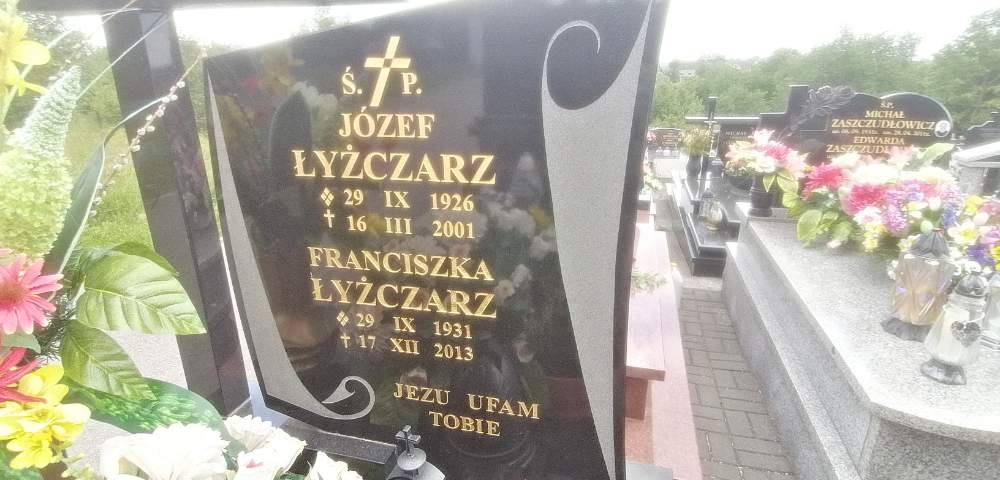 Ś. P.
JÓZEF
ŁYŻCZARZ
29 IX 1926
16 III 2001
FRANCISZKA
ŁYŻCZARZ
29 IX 1931
17 XII 2013
JEZU UFAM
TOBIE
Ś.P.
MICHAŁ
ZASZCZUDŁOWICZ
EDWARDA